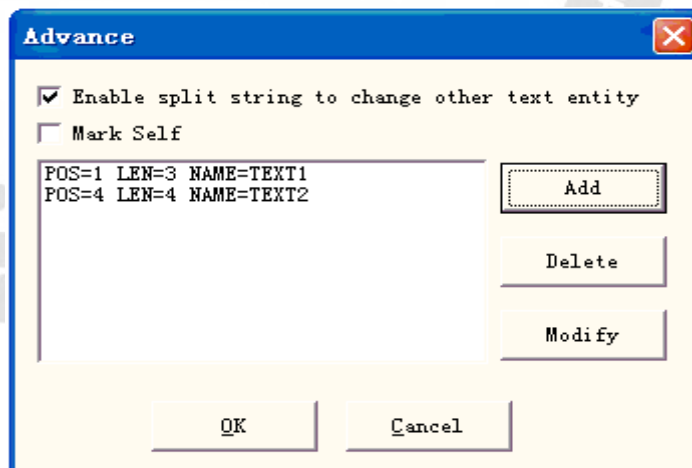 Advance
Enable split string to change other text entity
Mark Self
POS=1 LEN=3 NAME=TEXT1
POS=4 LEN=4 NAME=TEXT2
Add
Delete
Modify
OK
Cancel